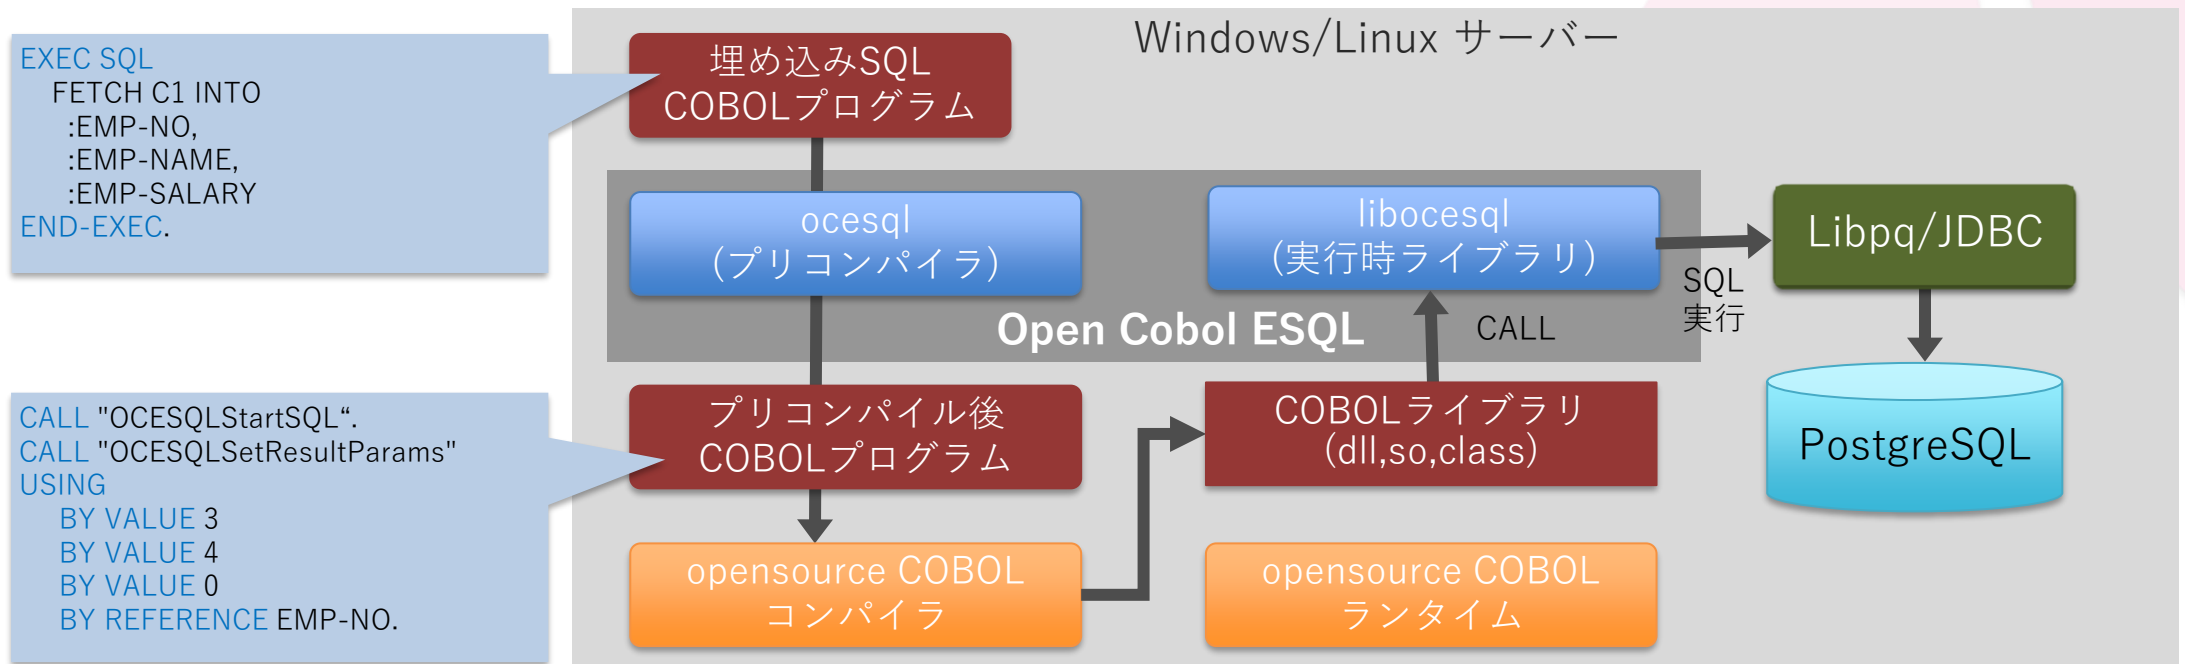 Windows/Linux サーバー
EXEC SQL
FETCH C1 INTO
:EMP-NO,
:EMP-NAME,
:EMP-SALARY
END-EXEC.
埋め込みSQL
COBOLプログラム
ocesql
(プリコンパイラ)
libocesql
(実行時ライブラリ)
Libpq/JDBC
SQL
実行
Open Cobol ESQL
CALL
CALL "OCESQLStartSQL“.
CALL "OCESQLSetResultParams"
USING
BY VALUE 3
BY VALUE 4
BY VALUE 0
BY REFERENCE EMP-NO.
プリコンパイル後
COBOLプログラム
COBOLライブラリ
(dll,so,class)
PostgreSQL
opensource COBOL
コンパイラ
opensource COBOL
ランタイム